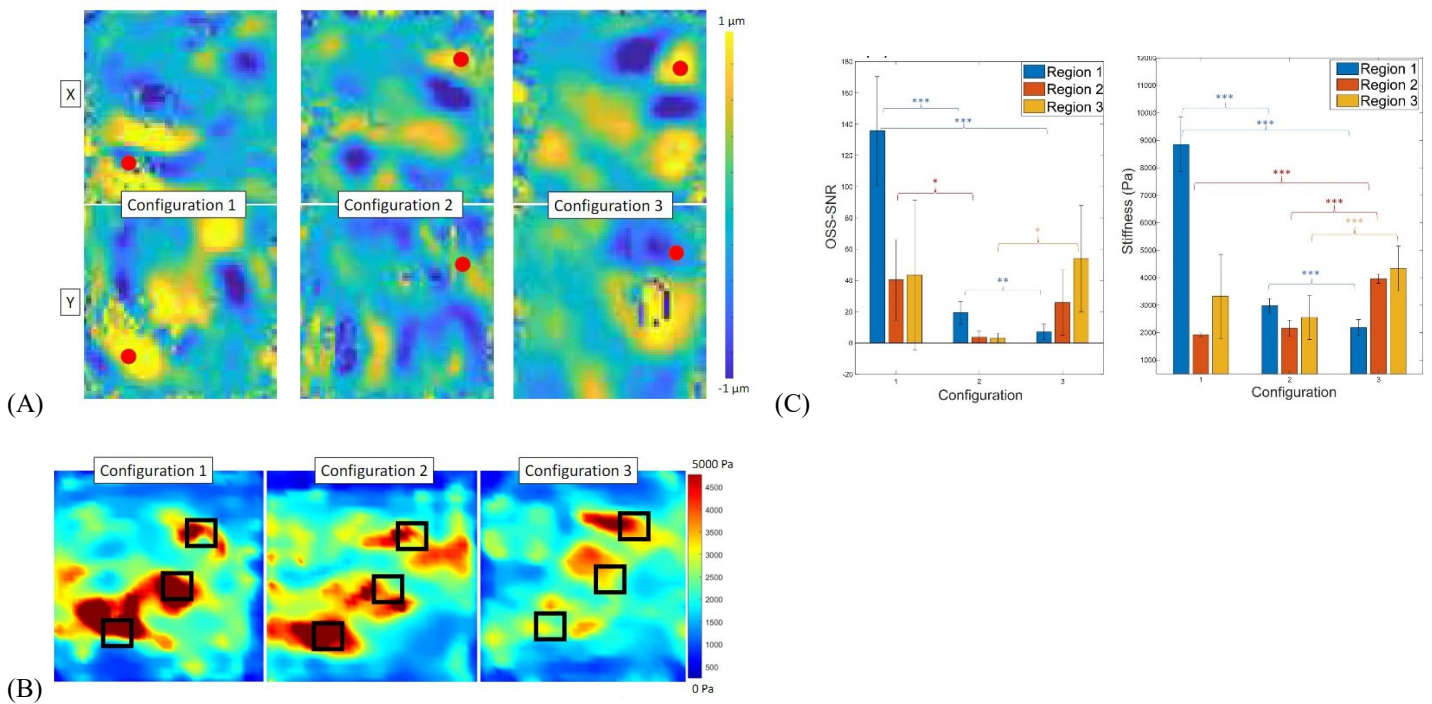 1 µm
X
Configuration 1
Configuration 2
Configuration 3
Y
-1 µm
(A)
Configuration 1
Configuration 2
Configuration 3
5000 Pa
4500
4000
3500
3000
2500
2000
1500
1000
500
0 Pa
(B)
180
160
140
120
100
80
60
40
20
0
-20
OSS-SNR
Region 1
Region 2
Region 3
***
***
*
*
**
1
2
3
Configuration
12000
11000
10000
9000
8000
7000
6000
5000
4000
3000
2000
1000
Stiffness (Pa)
Region 1
Region 2
Region 3
***
***
***
***
***
***
1
2
3
Configuration
(C)